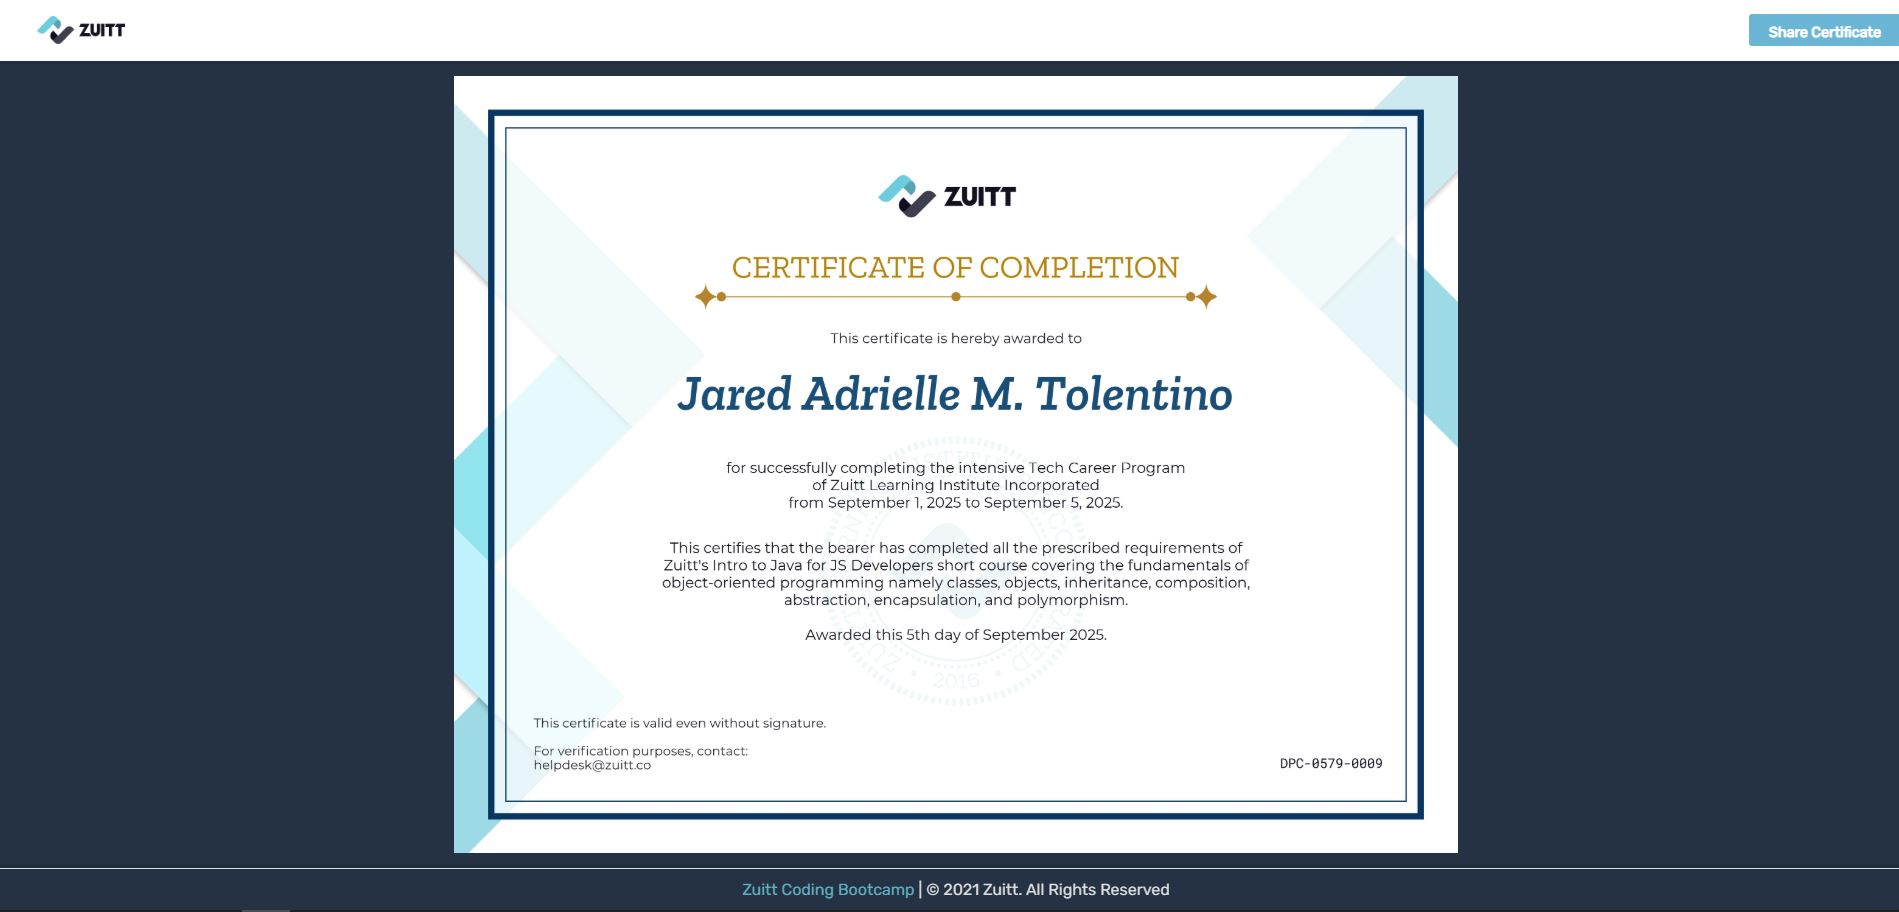 ZUITT
Share Certificate
ZUITT
CERTIFICATE OF COMPLETION
This certificate is hereby awarded to
Jared Adrielle M. Tolentino
for successfully completing the intensive Tech Career Program
of Zuitt Learning Institute Incorporated
from September 1, 2025 to September 5, 2025.
This certifies that the bearer has completed all the prescribed requirements of
Zuitt's Intro to Java for JS Developers short course covering the fundamentals of
object-oriented programming namely classes, objects, inheritance, composition,
abstraction, encapsulation, and polymorphism.
Awarded this 5th day of September 2025.
2016
This certificate is valid even without signature.
For verification purposes, contact:
helpdesk@zuitt.co
DPC-0579-0009
Zuitt Coding Bootcamp | © 2021 Zuitt. All Rights Reserved